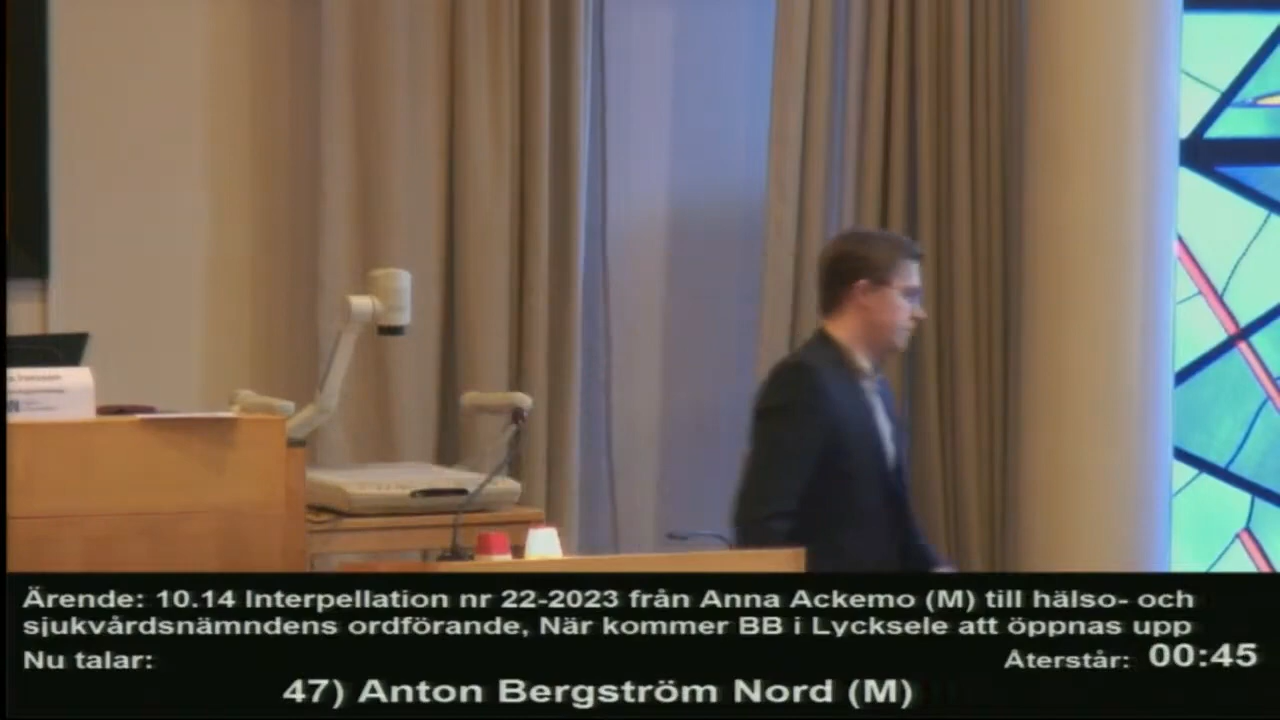 Ärende: 10.14 Interpellation nr 22-2023 från Anna Ackemo (M) till hälso- och
sjukvårdsnämndens ordförande, När kommer BB i Lycksele att öppnas upp
Nu talar:
Återstår: 00:45
47) Anton Bergström Nord (M)